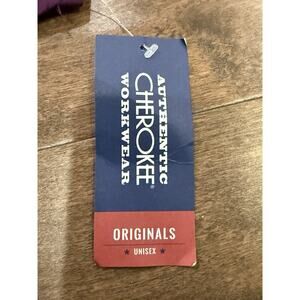 AUTHENTIC
CHEROKEE®
WORKWEAR
ORIGINALS
★ UNISEX ★